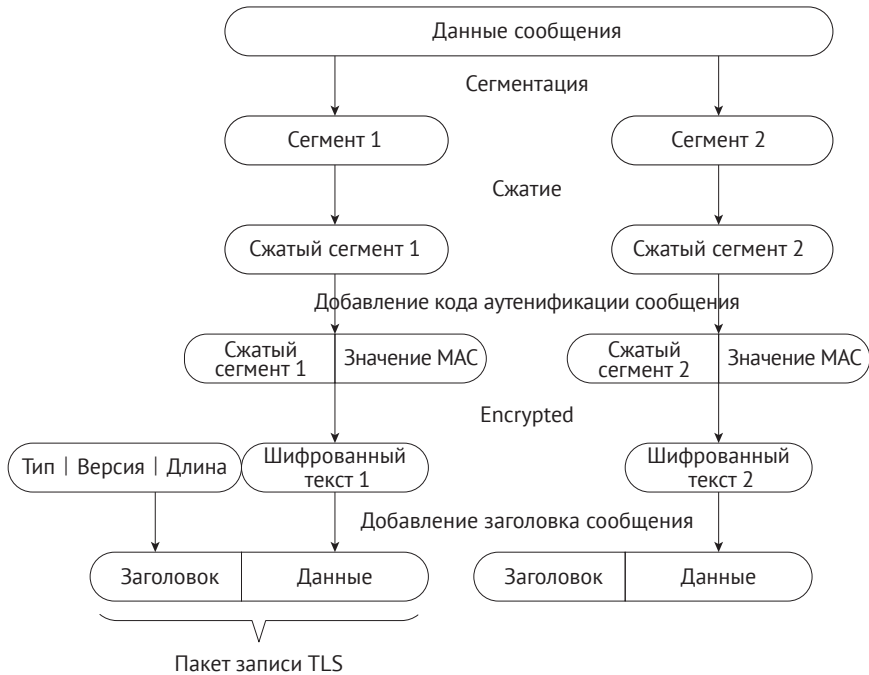 Данные сообщения
Сегментация
Сегмент 1
Сегмент 2
Сжатие
Сжатый сегмент 1
Сжатый сегмент 2
Добавление кода аутенификации сообщения
Сжатый
сегмент 1
Значение MAC
Сжатый
сегмент 2
Значение MAC
Encrypted
Тип | Версия | Длина
Шифрованный
текст 1
Шифрованный
текст 2
Добавление заголовка сообщения
Заголовок
Данные
Заголовок
Данные
Пакет записи TLS